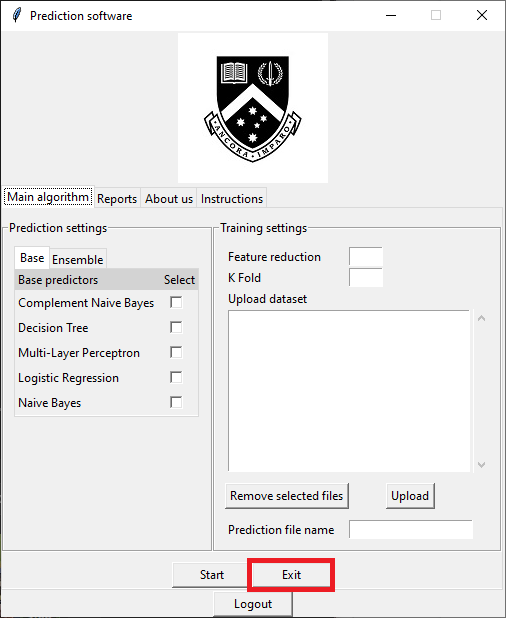 Prediction software
ANCORA IMPARO
Main algorithm Reports About us Instructions
Prediction settings
Base Ensemble
Base predictors Select
Complement Naive Bayes
Decision Tree
Multi-Layer Perceptron
Logistic Regression
Naive Bayes
Training settings
Feature reduction
K Fold
Upload dataset
Remove selected files Upload
Prediction file name
Start Exit
Logout